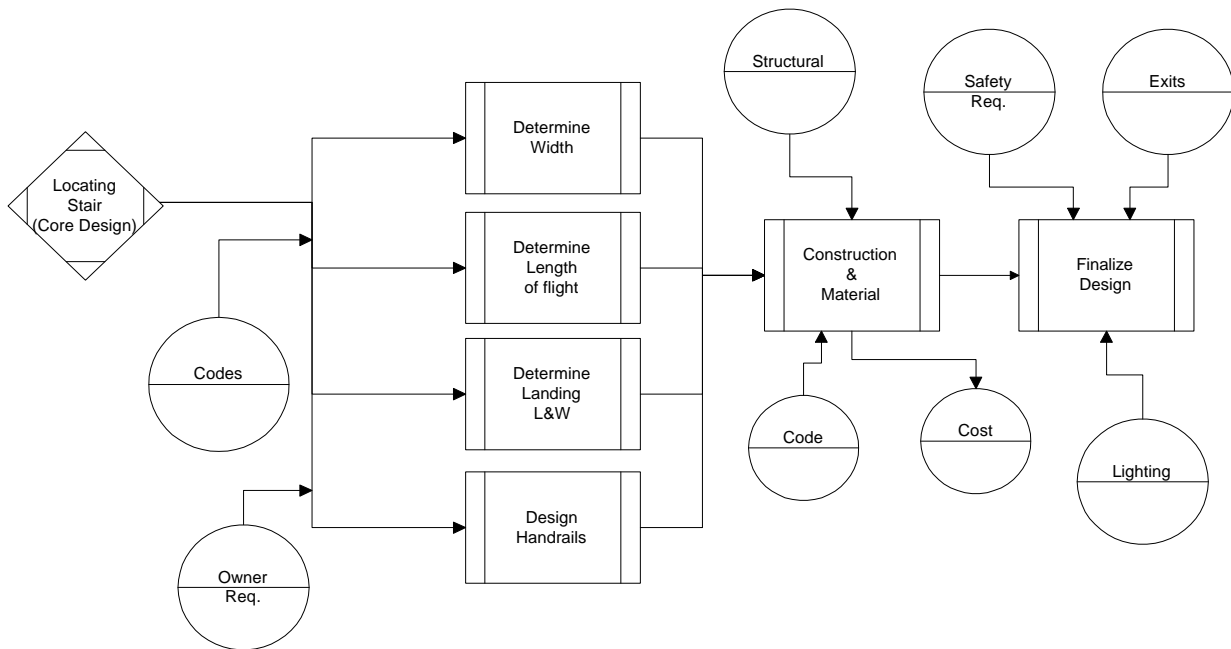 Structural
Safety
Req.
Exits
Determine
Width
Locating
Stair
(Core Design)
Determine
Length
of flight
Construction
&
Material
Finalize
Design
Codes
Determine
Landing
L&W
Code
Cost
Lighting
Design
Handrails
Owner
Req.